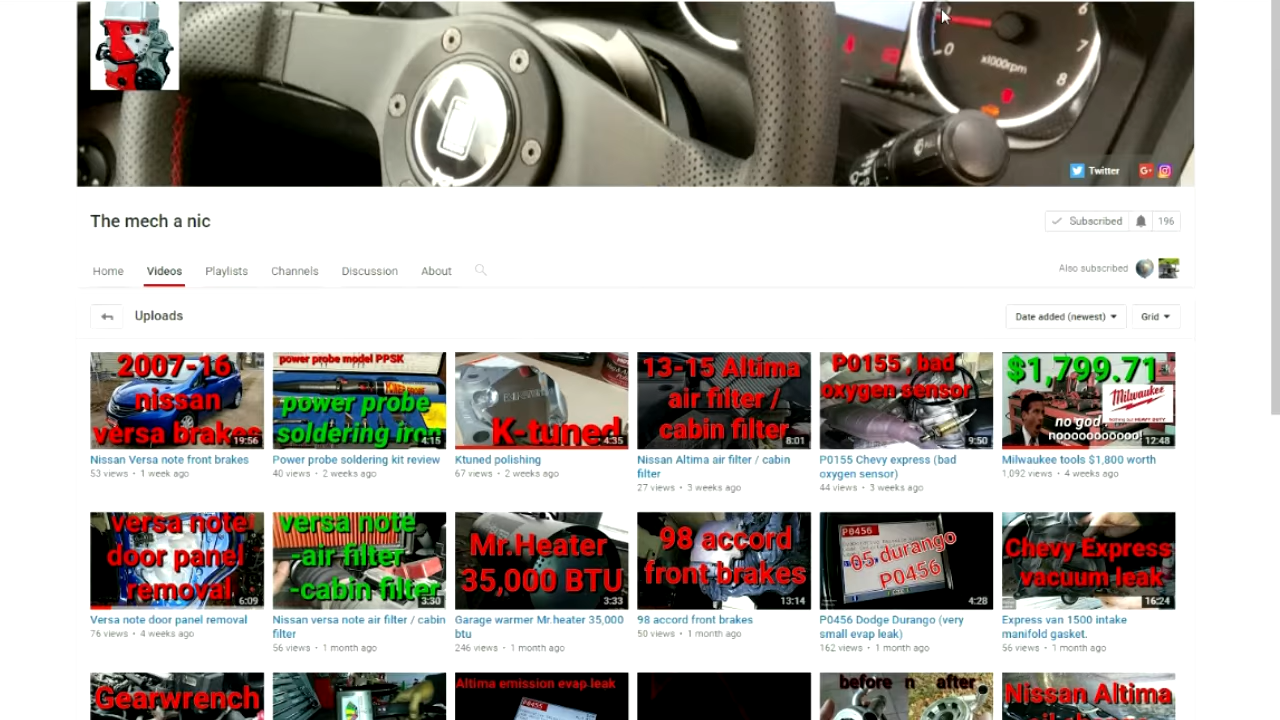 0
x1000rpm
6
7
8
Twitter
G+
The mech a nic
Subscribed
196
Home
Videos
Playlists
Channels
Discussion
About
Also subscribed
Uploads
Date added (newest)
Grid
2007-16
nissan
versa brakes
19:56
power probe model PPSK
power probe
soldering iron
4:15
K-tuned
4:35
13-15 Altima
air filter /
cabin filter
8:01
P0155 , bad
oxygen sensor
9:50
$1,799.71
Milwaukee
no god
nooooooooooo!
12:48
Nissan Versa note front brakes
53 views • 1 week ago
Power probe soldering kit review
40 views • 2 weeks ago
Ktuned polishing
67 views • 2 weeks ago
Nissan Altima air filter / cabin
filter
27 views • 3 weeks ago
P0155 Chevy express (bad
oxygen sensor)
44 views • 3 weeks ago
Milwaukee tools $1,800 worth
1,092 views • 4 weeks ago
versa note
door panel
removal
6:09
versa note
-air filter
-cabin filter
3:30
Mr.Heater
35,000 BTU
3:33
98 accord
front brakes
13:14
P0456
05 durango
P0456
4:28
Chevy Express
vacuum leak
16:24
Versa note door panel removal
76 views • 4 weeks ago
Nissan versa note air filter / cabin
filter
56 views • 1 month ago
Garage warmer Mr.heater 35,000
btu
246 views • 1 month ago
98 accord front brakes
50 views • 1 month ago
P0456 Dodge Durango (very
small evap leak)
162 views • 1 month ago
Express van 1500 intake
manifold gasket.
56 views • 1 month ago
Gearwrench
Altima emission evap leak
P0455
before n after
Nissan Altima